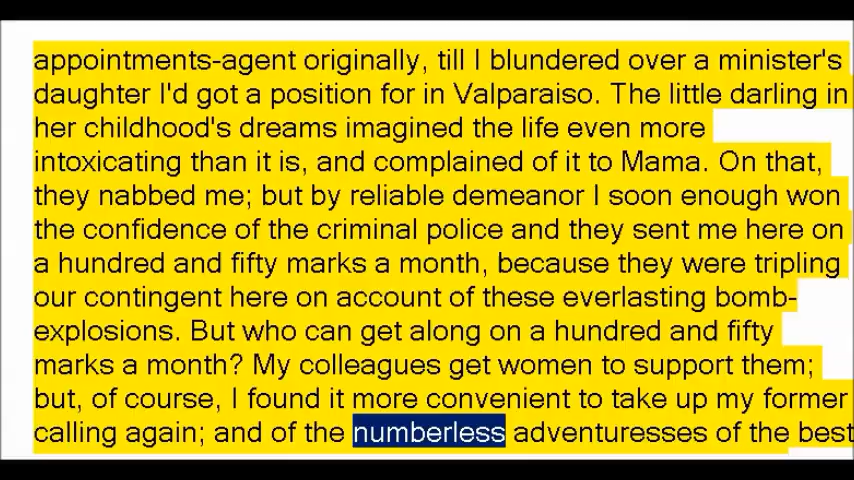 appointments-agent originally, till I blundered over a minister's
daughter I'd got a position for in Valparaiso. The little darling in
her childhood's dreams imagined the life even more
intoxicating than it is, and complained of it to Mama. On that,
they nabbed me; but by reliable demeanor I soon enough won
the confidence of the criminal police and they sent me here on
a hundred and fifty marks a month, because they were tripling
our contingent here on account of these everlasting bomb-
explosions. But who can get along on a hundred and fifty
marks a month? My colleagues get women to support them;
but, of course, I found it more convenient to take up my former
calling again; and of the numberless adventuresses of the best